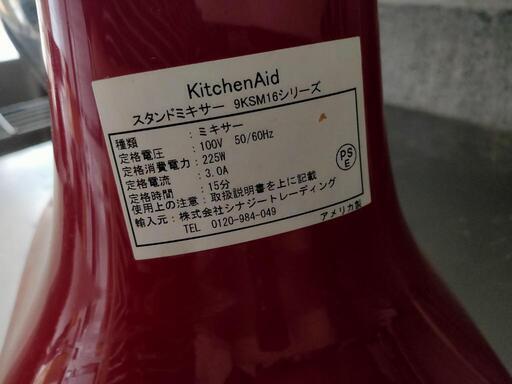 KitchenAid
スタンドミキサー 9KSM16シリーズ
種類 : ミキサー
定格電圧 : 100V 50/60Hz
定格消費電力 : 225W
定格電流 : 3.0A
定格時間 : 15分
使用上の注意 : 取扱説明書を上に記載
輸入元 : 株式会社シナジートレーディング
TEL 0120-984-049
PS
E
アメリカ製